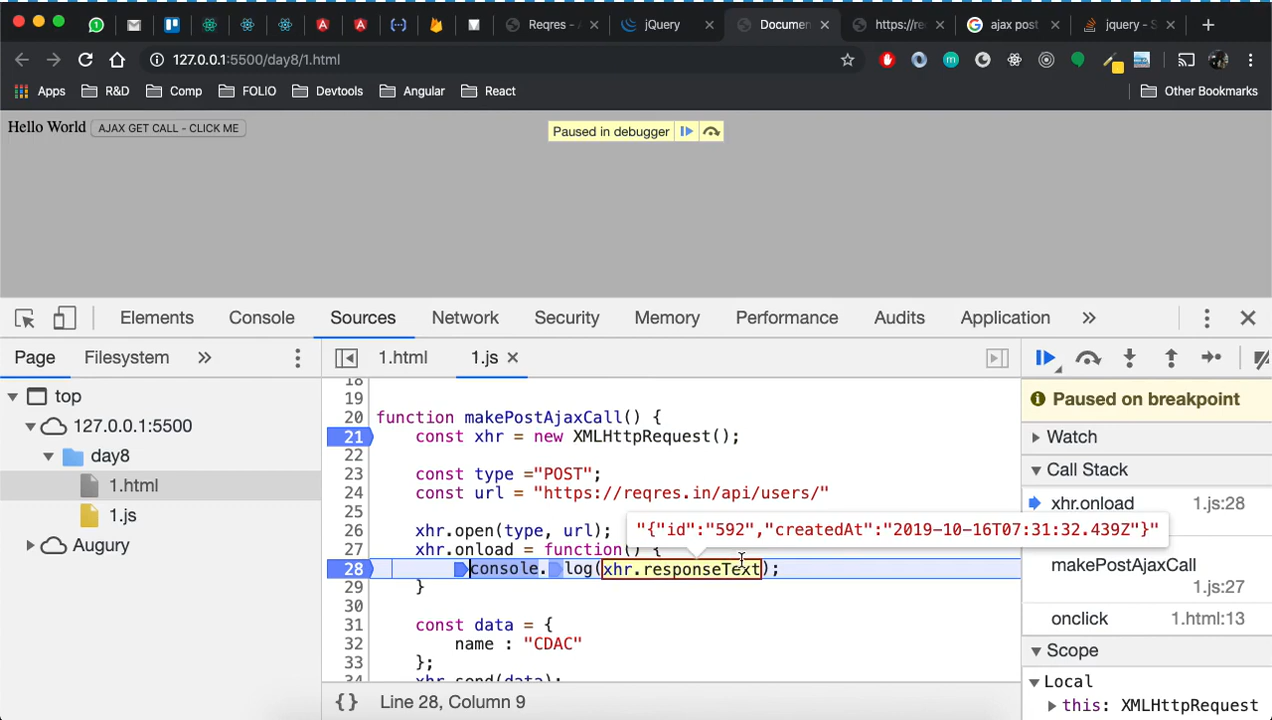 Reqres - A
jQuery
Docume
https://re
ajax post
jquery - S
127.0.0.1:5500/day8/1.html
Apps R&D Comp FOLIO Devtools Angular React Other Bookmarks
Hello World AJAX GET CALL - CLICK ME
Paused in debugger
Elements Console Sources Network Security Memory Performance Audits Application
Page Filesystem 1.html 1.js
top
127.0.0.1:5500
day8
1.html
1.js
Augury
18
19
20 function makePostAjaxCall() {
21 const xhr = new XMLHttpRequest();
22
23 const type ="POST";
24 const url = "https://reqres.in/api/users/"
25
26 xhr.open(type, url);
"{"id":"592","createdAt":"2019-10-16T07:31:32.439Z"}"
27 xhr.onload = function() {
28 console.log(xhr.responseText);
29 }
30
31 const data = {
32 name : "CDAC"
33 };
34 xhr.send(data);
{} Line 28, Column 9
Paused on breakpoint
Watch
Call Stack
xhr.onload 1.js:28
makePostAjaxCall
1.js:27
onclick 1.html:13
Scope
Local
this: XMLHttpRequest